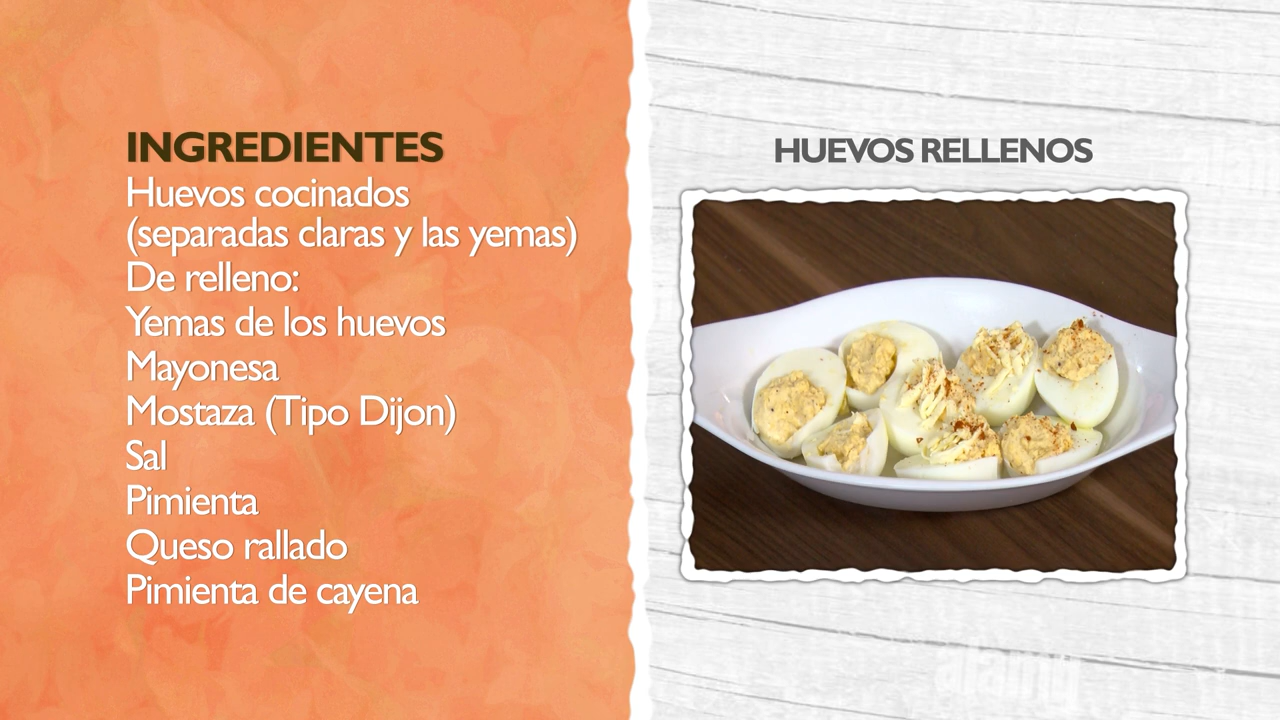 INGREDIENTES
Huevos cocinados
(separadas claras y las yemas)
De relleno:
Yemas de los huevos
Mayonesa
Mostaza (Tipo Dijon)
Sal
Pimienta
Queso rallado
Pimienta de cayena
HUEVOS RELLENOS
alamy